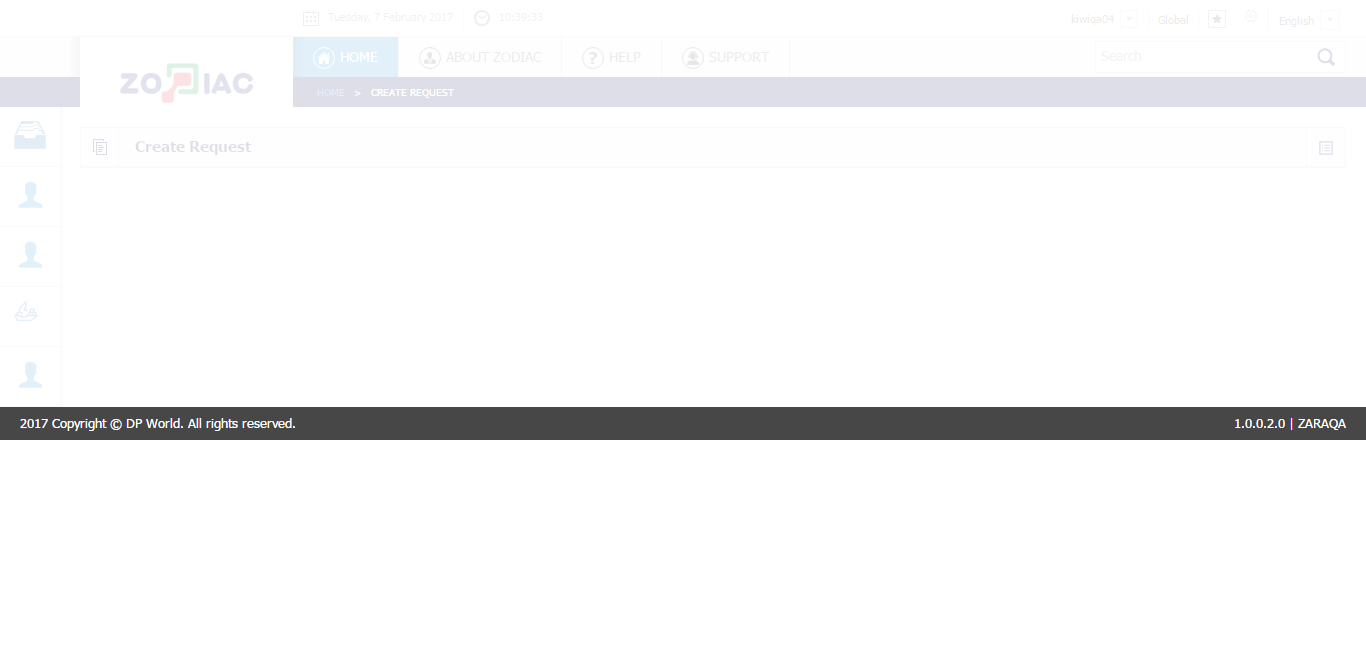 Tuesday, 7 February 2017 10:39:33 kiwiqa04 Global English
ZODIAC
HOME ABOUT ZODIAC ? HELP SUPPORT Search
HOME > CREATE REQUEST
Create Request
2017 Copyright © DP World. All rights reserved. 1.0.0.2.0 | ZARAQA